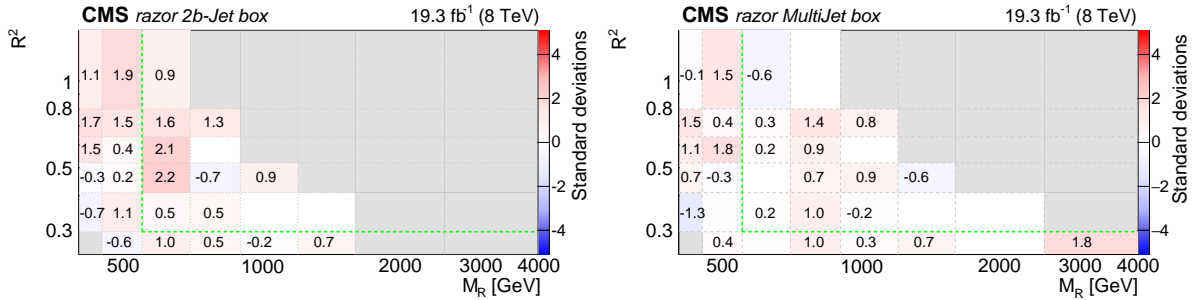 CMS razor 2b-Jet box 19.3 fb-1 (8 TeV)
R2
1
0.8
0.5
0.3
1.1 1.9 0.9
1.7 1.5 1.6 1.3
1.5 0.4 2.1
-0.3 0.2 2.2 -0.7 0.9
-0.7 1.1 0.5 0.5
-0.6 1.0 0.5 -0.2 0.7
500 1000 2000 3000 4000
MR [GeV]
4
2
0
−2
−4
Standard deviations
CMS razor MultiJet box 19.3 fb-1 (8 TeV)
R2
1
0.8
0.5
0.3
-0.1 1.5 -0.6
1.5 0.4 0.3 1.4 0.8
1.1 1.8 0.2 0.9
0.7 -0.3 0.7 0.9 -0.6
-1.3 0.2 1.0 -0.2
0.4 1.0 0.3 0.7 1.8
500 1000 2000 3000 4000
MR [GeV]
4
2
0
−2
−4
Standard deviations